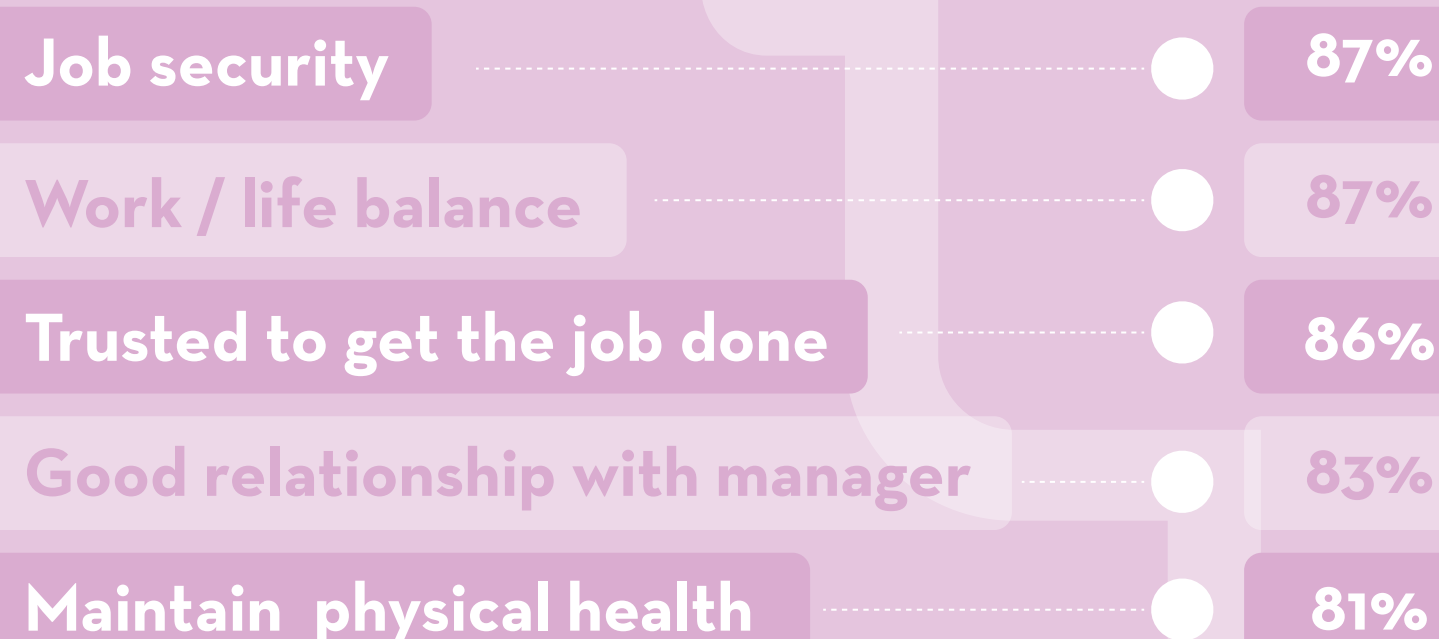 Job security 87%
Work / life balance 87%
Trusted to get the job done 86%
Good relationship with manager 83%
Maintain physical health 81%